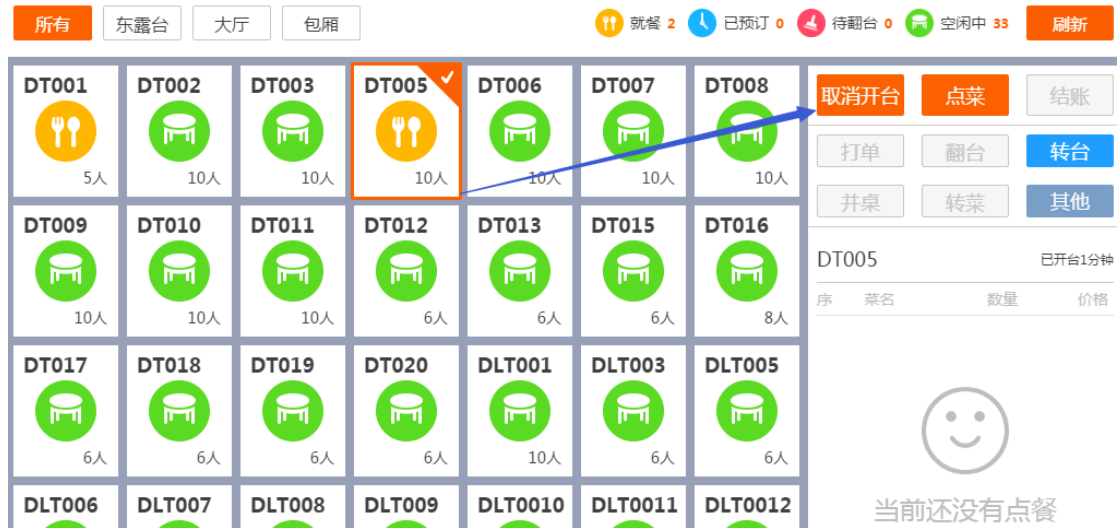 所有 东露台 大厅 包厢 就餐 2 已预订 0 待翻台 0 空闲中 33 刷新
DT001 DT002 DT003 DT005 DT006 DT007 DT008
5人 10人 10人 10人 10人 10人 10人
DT009 DT010 DT011 DT012 DT013 DT015 DT016
10人 10人 10人 6人 6人 6人 8人
DT017 DT018 DT019 DT020 DLT001 DLT003 DLT005
6人 6人 6人 6人 10人 6人 6人
DLT006 DLT007 DLT008 DLT009 DLT0010 DLT0011 DLT0012
取消开台 点菜 结账
打单 翻台 转台
并桌 转菜 其他
DT005 已开台1分钟
序 菜名 数量 价格
当前还没有点餐